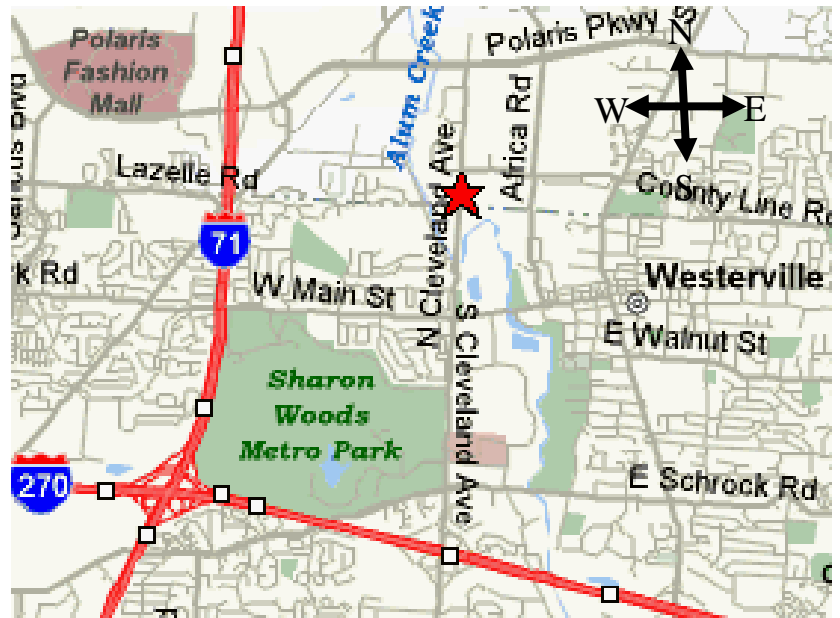 Polaris
Fashion
Mall
Polaris Pkwy
S
N
W
E
S
Alum Creek
Africa Rd
N Cleveland Ave
Lazelle Rd
County Line Rd
71
k Rd
W Main St
Westerville
E Walnut St
S Cleveland Ave
Sharon
Woods
Metro Park
270
E Schrock Rd